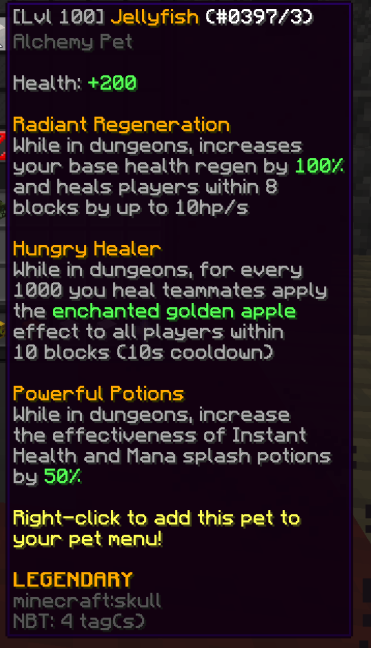 [Lvl 100] Jellyfish (#0397/3)
Alchemy Pet
Health: +200
Radiant Regeneration
While in dungeons, increases
your base health regen by 100%
and heals players within 8
blocks by up to 10hp/s
Hungry Healer
While in dungeons, for every
1000 you heal teammates apply
the enchanted golden apple
effect to all players within
10 blocks (10s cooldown)
Powerful Potions
While in dungeons, increase
the effectiveness of Instant
Health and Mana splash potions
by 50%
Right-click to add this pet to
your pet menu!
LEGENDARY
minecraft:skull
NBT: 4 tag(s)